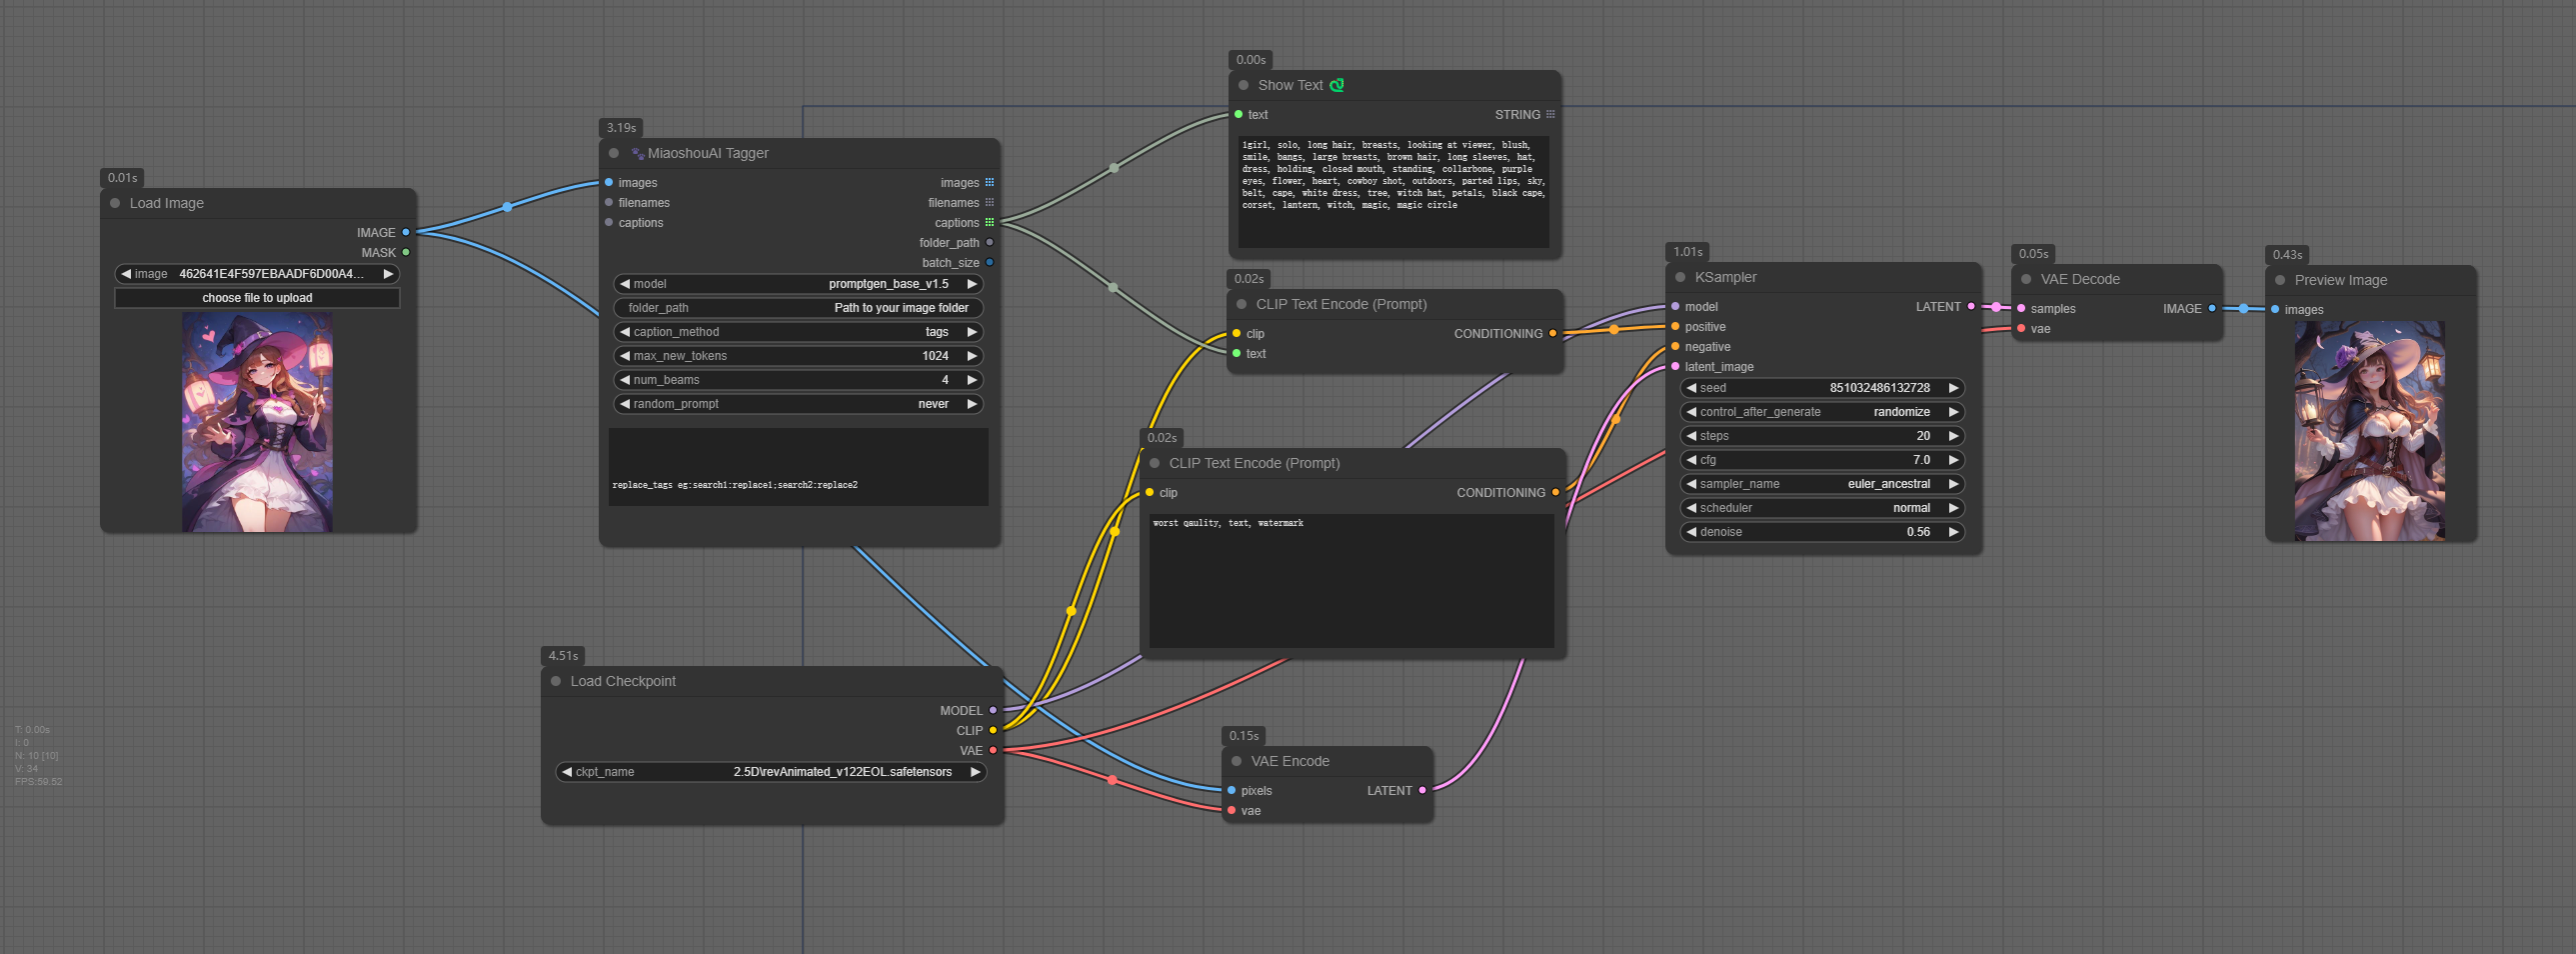 0.01s
Load Image
IMAGE
MASK
image 462641E4F597EBAADF6D00A4...
choose file to upload
3.19s
MiaoshouAI Tagger
images images
filenames filenames
captions captions
folder_path
batch_size
model promptgen_base_v1.5
folder_path Path to your image folder
caption_method tags
max_new_tokens 1024
num_beams 4
random_prompt never
replace_tags eg:search1:replace1;search2:replace2
4.51s
Load Checkpoint
MODEL
CLIP
VAE
ckpt_name 2.5D\revAnimated_v122EOL.safetensors
0.00s
Show Text
text STRING
1girl, solo, long hair, breasts, looking at viewer, blush,
smile, bangs, large breasts, brown hair, long sleeves, hat,
dress, holding, closed mouth, standing, collarbone, purple
eyes, flower, heart, cowboy shot, outdoors, parted lips, sky,
belt, cape, white dress, tree, witch hat, petals, black cape,
corset, lantern, witch, magic, magic circle
0.02s
CLIP Text Encode (Prompt)
clip CONDITIONING
text
0.02s
CLIP Text Encode (Prompt)
clip CONDITIONING
worst qaulity, text, watermark
0.15s
VAE Encode
pixels LATENT
vae
1.01s
KSampler
model LATENT
positive
negative
latent_image
seed 851032486132728
control_after_generate randomize
steps 20
cfg 7.0
sampler_name euler_ancestral
scheduler normal
denoise 0.56
0.05s
VAE Decode
samples IMAGE
vae
0.43s
Preview Image
images
T: 0.00s
I: 0
N: 10 [10]
V: 34
FPS:59.52